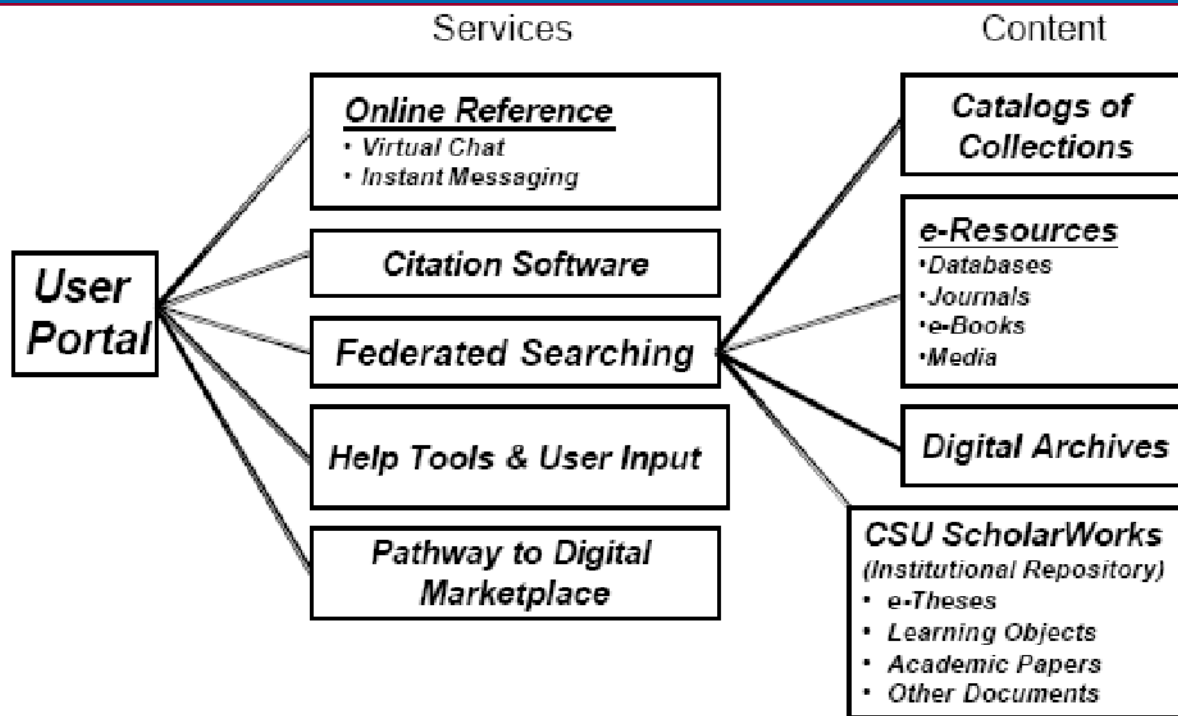 Services
Content
User
Portal
Online Reference
• Virtual Chat
• Instant Messaging
Citation Software
Federated Searching
Help Tools & User Input
Pathway to Digital
Marketplace
Catalogs of
Collections
e-Resources
•Databases
•Journals
•e-Books
•Media
Digital Archives
CSU ScholarWorks
(Institutional Repository)
• e-Theses
• Learning Objects
• Academic Papers
• Other Documents